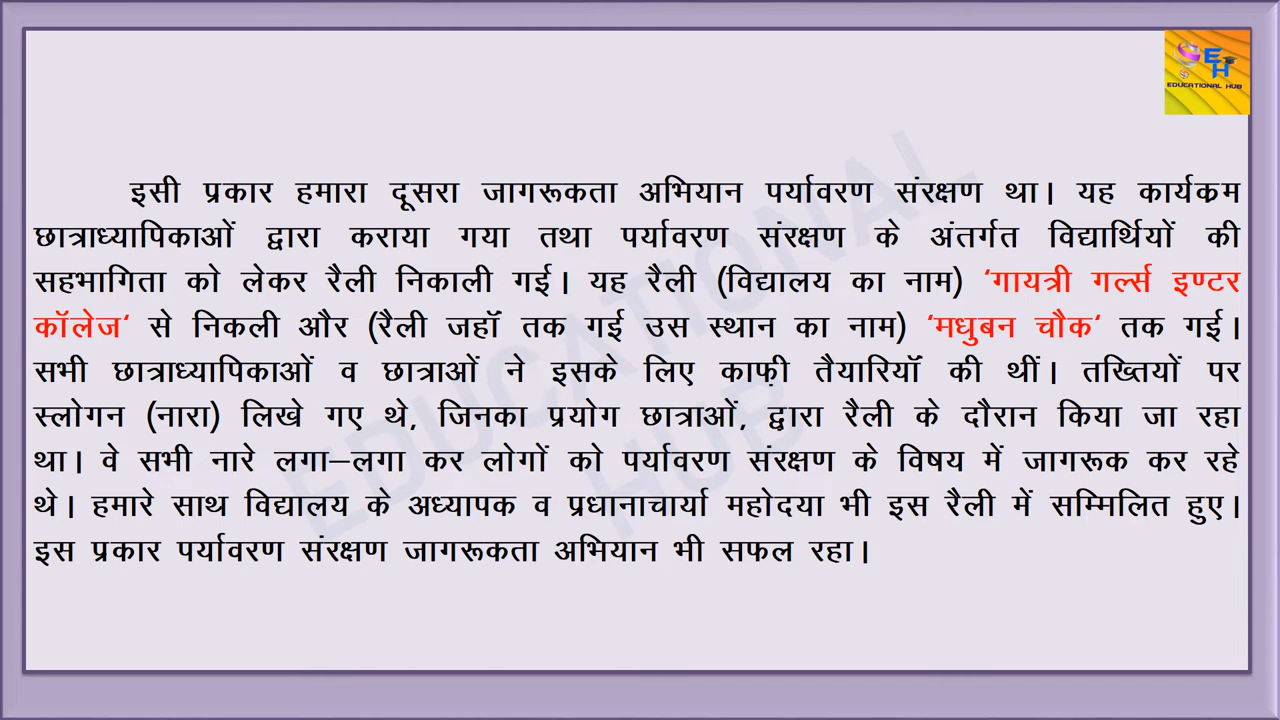 EH
EDUCATIONAL HUB
इसी प्रकार हमारा दूसरा जागरूकता अभियान पर्यावरण संरक्षण था। यह कार्यक्रम
छात्राध्यापिकाओं द्वारा कराया गया तथा पर्यावरण संरक्षण के अंतर्गत विद्यार्थियों की
सहभागिता को लेकर रैली निकाली गई। यह रैली (विद्यालय का नाम) ‘गायत्री गर्ल्स इण्टर
कॉलेज‘ से निकली और (रैली जहॉं तक गई उस स्थान का नाम) ‘मधुबन चौक‘ तक गई।
सभी छात्राध्यापिकाओं व छात्राओं ने इसके लिए काफ़ी तैयारियॉं की थीं। तख्तियों पर
स्लोगन (नारा) लिखे गए थे, जिनका प्रयोग छात्राओं, द्वारा रैली के दौरान किया जा रहा
था। वे सभी नारे लगा–लगा कर लोगों को पर्यावरण संरक्षण के विषय में जागरूक कर रहे
थे। हमारे साथ विद्यालय के अध्यापक व प्रधानाचार्या महोदया भी इस रैली में सम्मिलित हुए।
इस प्रकार पर्यावरण संरक्षण जागरूकता अभियान भी सफल रहा।
EDUCATIONAL
HUB